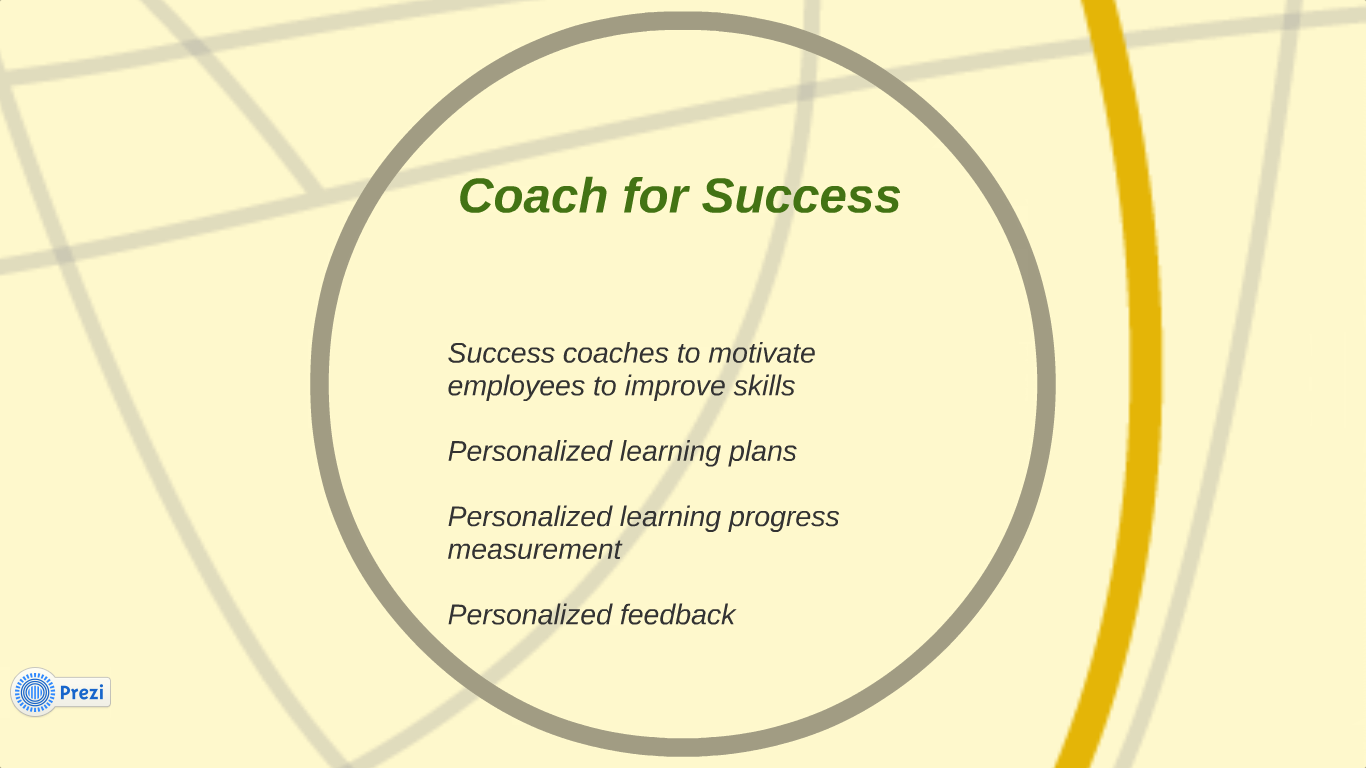 Coach for Success
Success coaches to motivate
employees to improve skills
Personalized learning plans
Personalized learning progress
measurement
Personalized feedback
Prezi